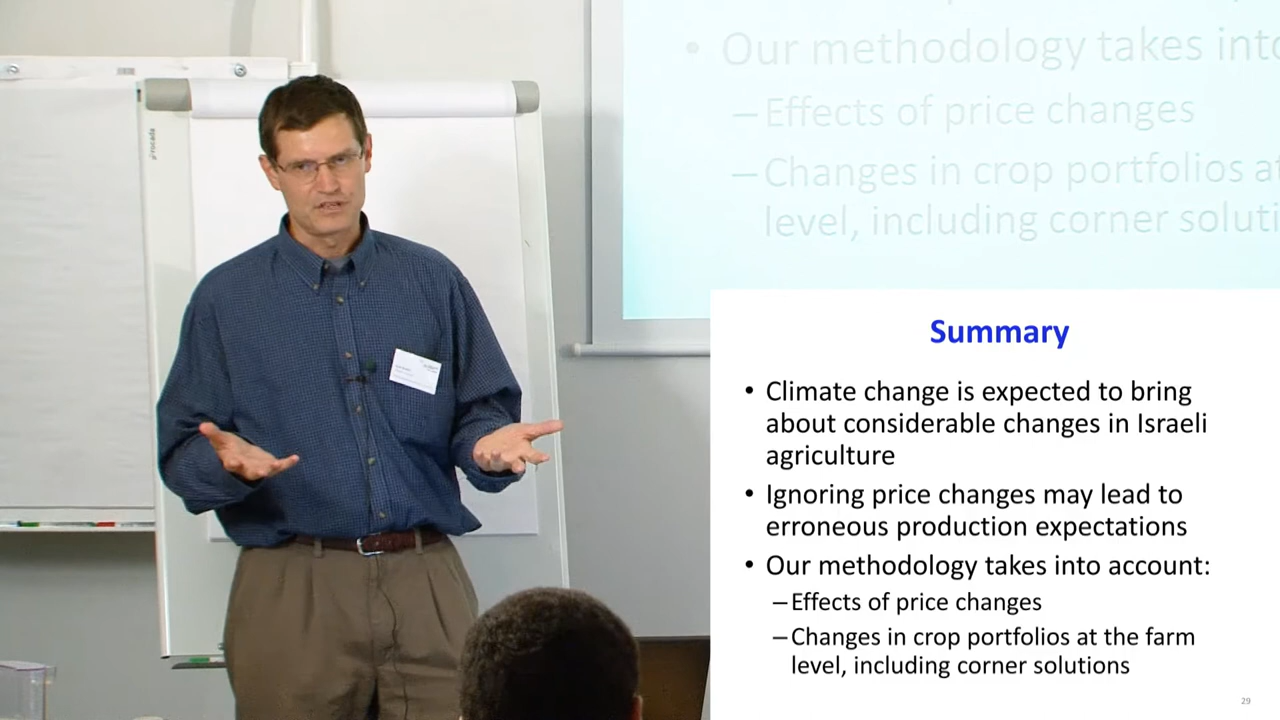 rocada
• Our methodology takes into
–Effects of price changes
–Changes in crop portfolios at
level, including corner soluti
Summary
• Climate change is expected to bring
about considerable changes in Israeli
agriculture
• Ignoring price changes may lead to
erroneous production expectations
• Our methodology takes into account:
–Effects of price changes
–Changes in crop portfolios at the farm
level, including corner solutions
29